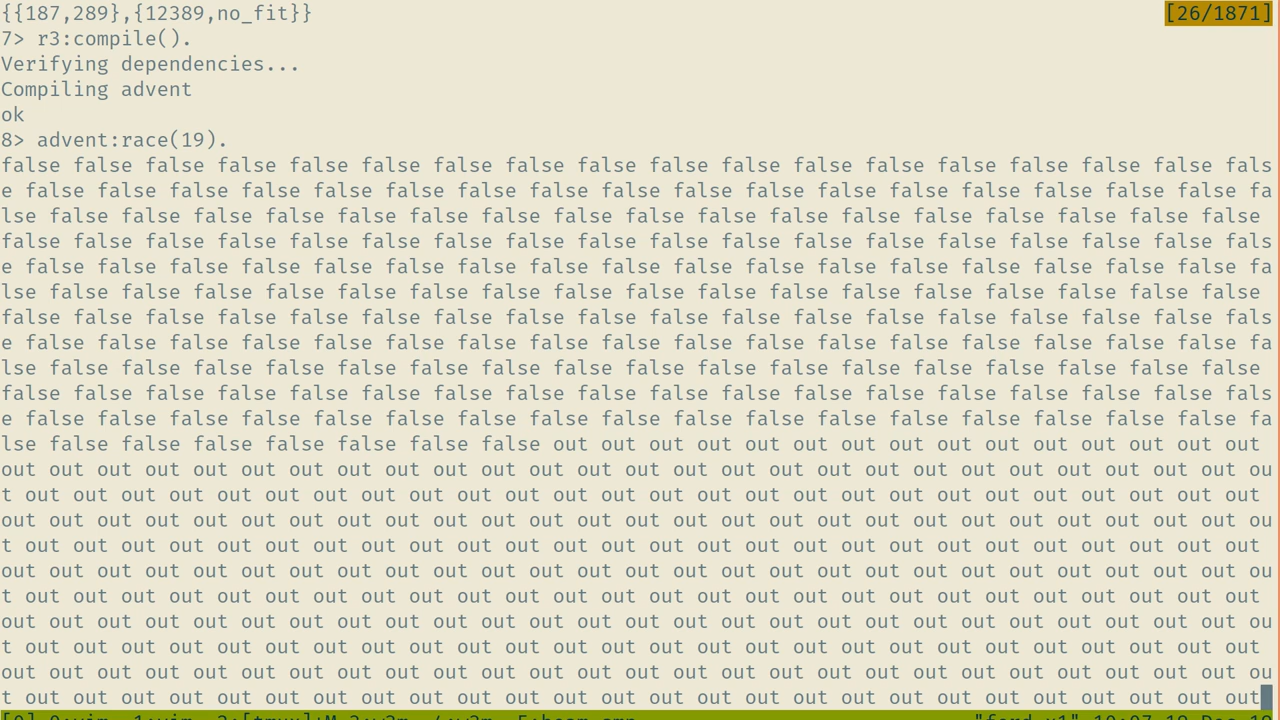 {{187,289},{12389,no_fit}} [26/1871]
7> r3:compile().
Verifying dependencies...
Compiling advent
ok
8> advent:race(19).
false false false false false false false false false false false false false false false false false fals
e false false false false false false false false false false false false false false false false false fa
lse false false false false false false false false false false false false false false false false false
false false false false false false false false false false false false false false false false false fals
e false false false false false false false false false false false false false false false false false fa
lse false false false false false false false false false false false false false false false false false
false false false false false false false false false false false false false false false false false fals
e false false false false false false false false false false false false false false false false false fa
lse false false false false false false false false false false false false false false false false false
false false false false false false false false false false false false false false false false false fals
e false false false false false false false false false false false false false false false false false fa
lse false false false false false false false out out out out out out out out out out out out out out out
out out out out out out out out out out out out out out out out out out out out out out out out out out ou
t out out out out out out out out out out out out out out out out out out out out out out out out out out
out out out out out out out out out out out out out out out out out out out out out out out out out out ou
t out out out out out out out out out out out out out out out out out out out out out out out out out out
out out out out out out out out out out out out out out out out out out out out out out out out out out ou
t out out out out out out out out out out out out out out out out out out out out out out out out out out
out out out out out out out out out out out out out out out out out out out out out out out out out out ou
t out out out out out out out out out out out out out out out out out out out out out out out out out out
out out out out out out out out out out out out out out out out out out out out out out out out out out ou
t out out out out out out out out out out out out out out out out out out out out out out out out out out